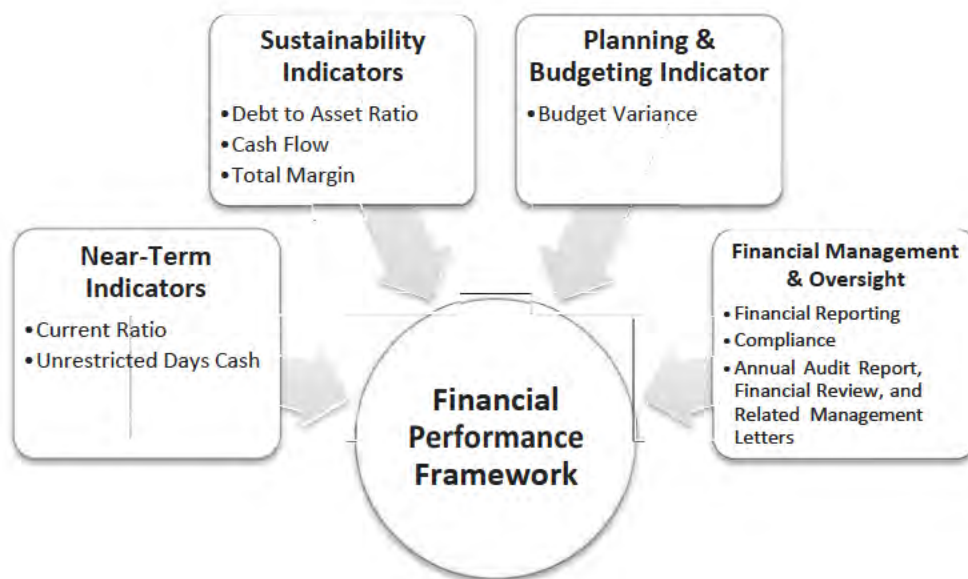 Sustainability
Indicators
•Debt to Asset Ratio
•Cash Flow
•Total Margin
Planning &
Budgeting Indicator
•Budget Variance
Near-Term
Indicators
•Current Ratio
•Unrestricted Days Cash
Financial Management
& Oversight
•Financial Reporting
•Compliance
•Annual Audit Report,
Financial Review, and
Related Management
Letters
Financial
Performance
Framework